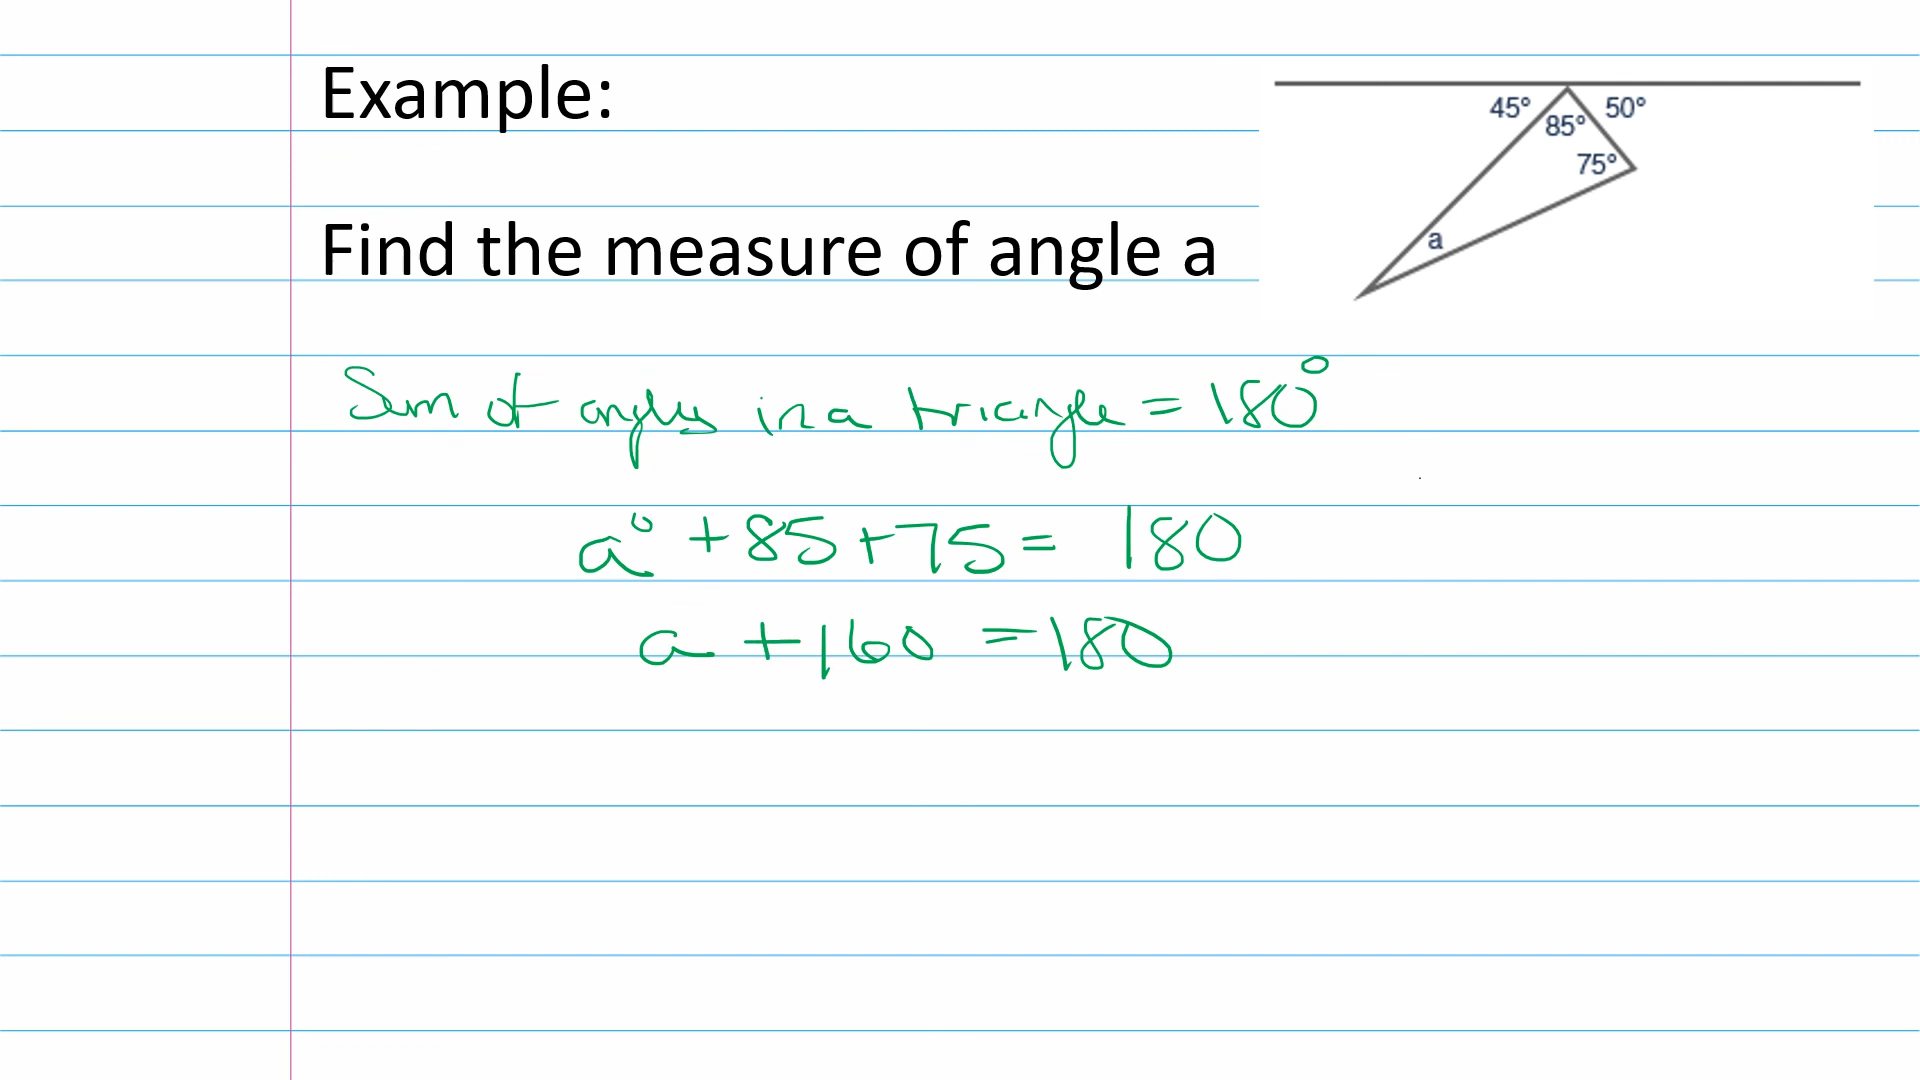 Example:
45° 50°
85°
75°
a
Find the measure of angle a
Sum of angles in a triangle = 180°
a° + 85 + 75 = 180
a + 160 = 180